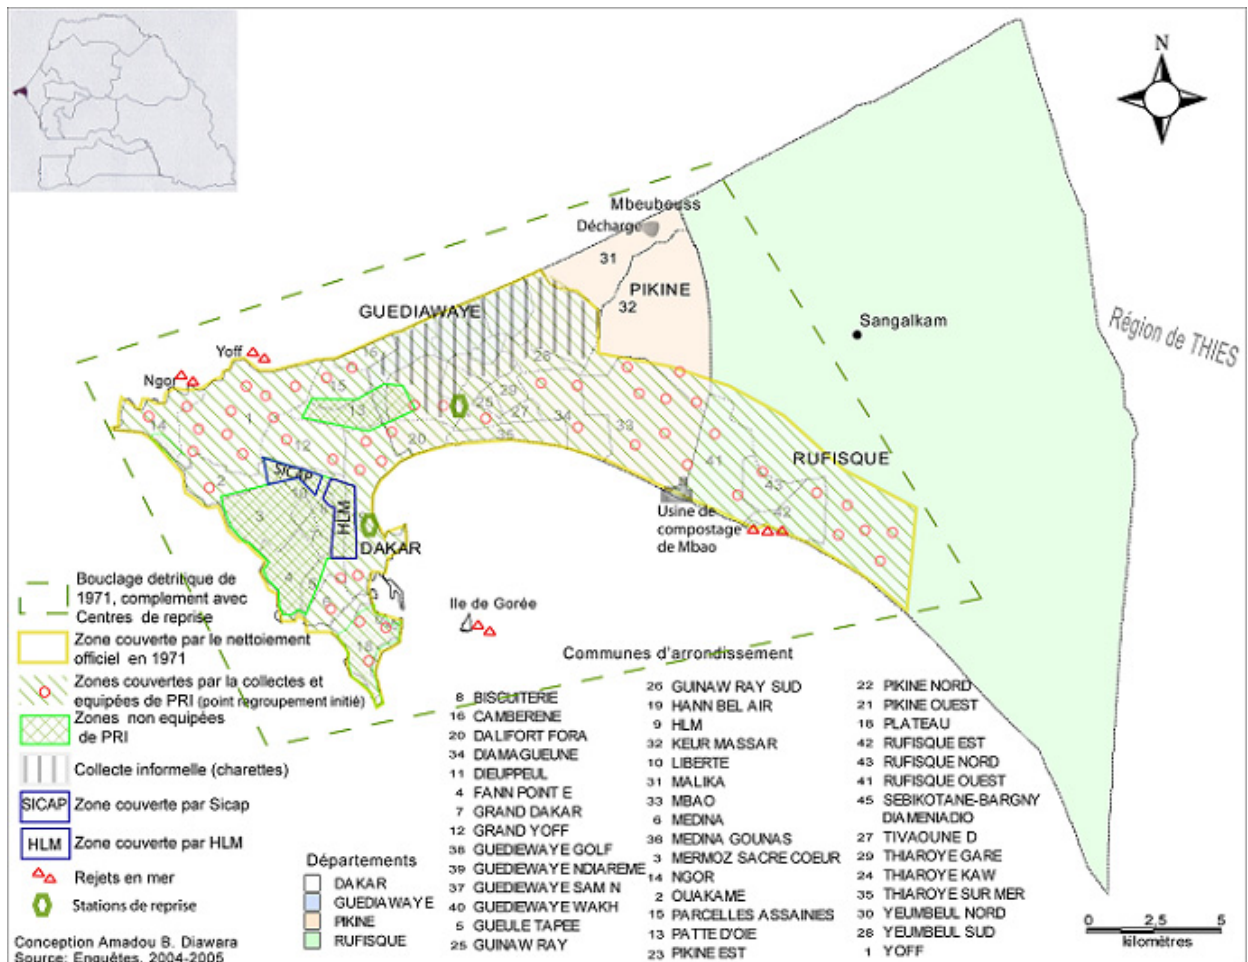 N
Mbeubouss
Décharge
31
PIKINE
32
GUEDIAWAYE
Sangalkam
Région de THIES
Yoff
Ngor
16
15
28
29
13
25
27
14
1
12
20
35
34
33
41
RUFISQUE
43
42
2
SICAP
10
HLM
3
7
4
5
6
18
DAKAR
Usine de
compostage
de Mbao
Ile de Gorée
Bouclage detritique de
1971, complement avec
Centres de reprise
Zone couverte par le nettoiement
officiel en 1971
Zones couvertes par la collectes et
equipées de PRI (point regroupement initié)
Zones non equipées
de PRI
Collecte informelle (charettes)
SICAP Zone couverte par Sicap
HLM Zone couverte par HLM
Rejets en mer
Stations de reprise
Conception Amadou B. Diawara
Source: Enquêtes, 2004-2005
Départements
DAKAR
GUEDIAWAYE
PIKINE
RUFISQUE
Communes d'arrondissement
8 BISCUITERIE
16 CAMBERENE
20 DALIFORT FORA
34 DIAMAGUEUNE
11 DIEUPPEUL
4 FANN POINT E
7 GRAND DAKAR
12 GRAND YOFF
38 GUEDIEWAYE GOLF
39 GUEDIEWAYE NDIAREME
37 GUEDIEWAYE SAM N
40 GUEDIEWAYE WAKH
5 GUEULE TAPEE
25 GUINAW RAY
26 GUINAW RAY SUD
19 HANN BEL AIR
9 HLM
32 KEUR MASSAR
10 LIBERTE
31 MALIKA
33 MBAO
6 MEDINA
36 MEDINA GOUNAS
3 MERMOZ SACRE COEUR
14 NGOR
2 OUAKAME
15 PARCELLES ASSAINIES
13 PATTE D'OIE
23 PIKINE EST
22 PIKINE NORD
21 PIKINE OUEST
18 PLATEAU
42 RUFISQUE EST
43 RUFISQUE NORD
41 RUFISQUE OUEST
45 SEBIKOTANE-BARGNY
DIAMENIADIO
27 TIVAOUNE D
29 THIAROYE GARE
24 THIAROYE KAW
35 THIAROYE SUR MER
30 YEUMBEUL NORD
28 YEUMBEUL SUD
1 YOFF
0 2,5 5
kilomètres